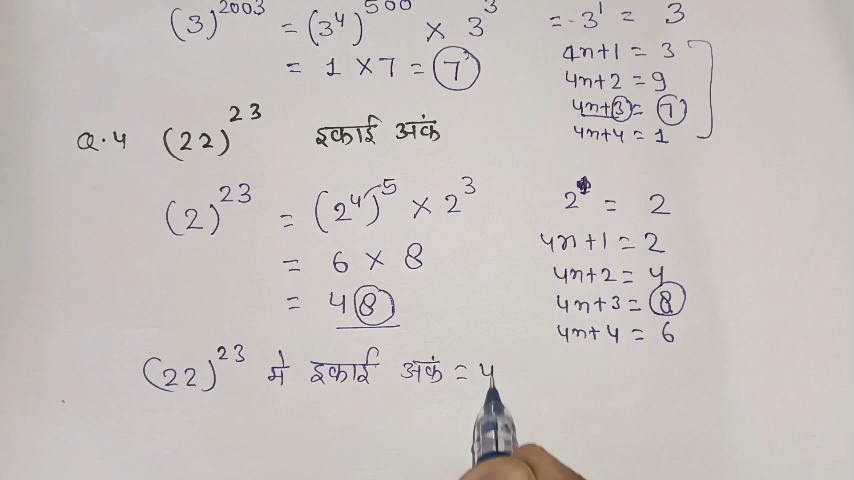 (3)^2003 = (3^4)^500 × 3^3
= 1 × 7 = 7
= 3^1 = 3
4n+1 = 3
4n+2 = 9
4n+3 = 7
4n+4 = 1
Q.4 (22)^23 इकाई अंक
(2)^23 = (2^4)^5 × 2^3
= 6 × 8
= 48
2 = 2
4n+1 = 2
4n+2 = 4
4n+3 = 8
4n+4 = 6
(22)^23 मे इकाई अकं = 4